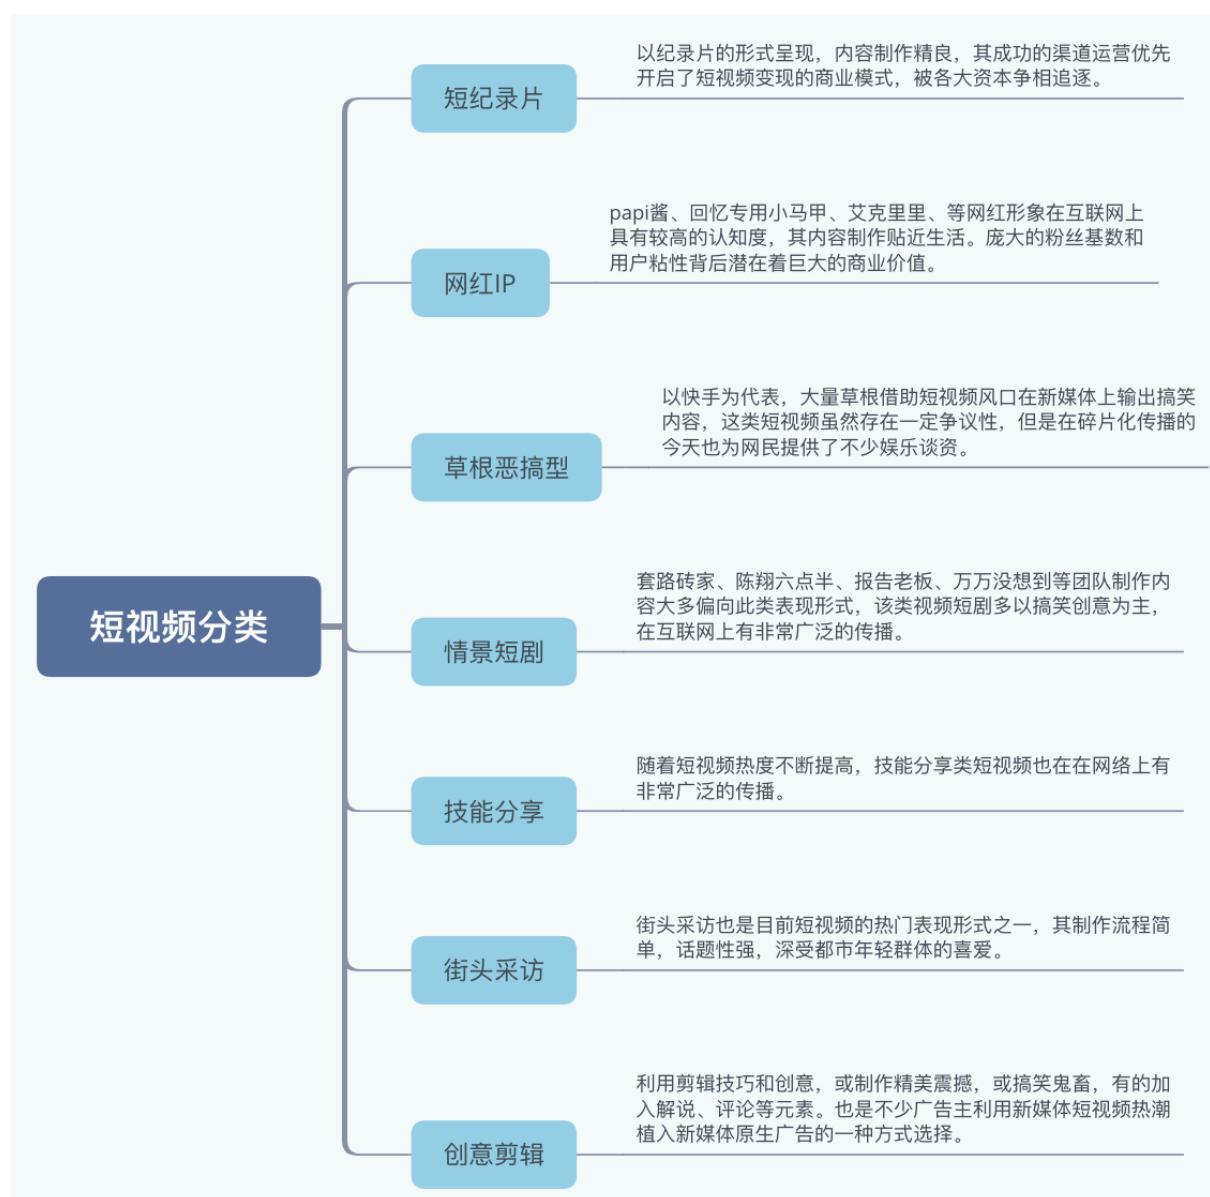 短视频分类
短纪录片
以纪录片的形式呈现，内容制作精良，其成功的渠道运营优先
开启了短视频变现的商业模式，被各大资本争相追逐。
网红IP
papi酱、回忆专用小马甲、艾克里里、等网红形象在互联网上
具有较高的认知度，其内容制作贴近生活。庞大的粉丝基数和
用户粘性背后潜在着巨大的商业价值。
草根恶搞型
以快手为代表，大量草根借助短视频风口在新媒体上输出搞笑
内容，这类短视频虽然存在一定争议性，但是在碎片化传播的
今天也为网民提供了不少娱乐谈资。
情景短剧
套路砖家、陈翔六点半、报告老板、万万没想到等团队制作内
容大多偏向此类表现形式，该类视频短剧多以搞笑创意为主，
在互联网上有非常广泛的传播。
技能分享
随着短视频热度不断提高，技能分享类短视频也在在网络上有
非常广泛的传播。
街头采访
街头采访也是目前短视频的热门表现形式之一，其制作流程简
单，话题性强，深受都市年轻群体的喜爱。
创意剪辑
利用剪辑技巧和创意，或制作精美震撼，或搞笑鬼畜，有的加
入解说、评论等元素。也是不少广告主利用新媒体短视频热潮
植入新媒体原生广告的一种方式选择。